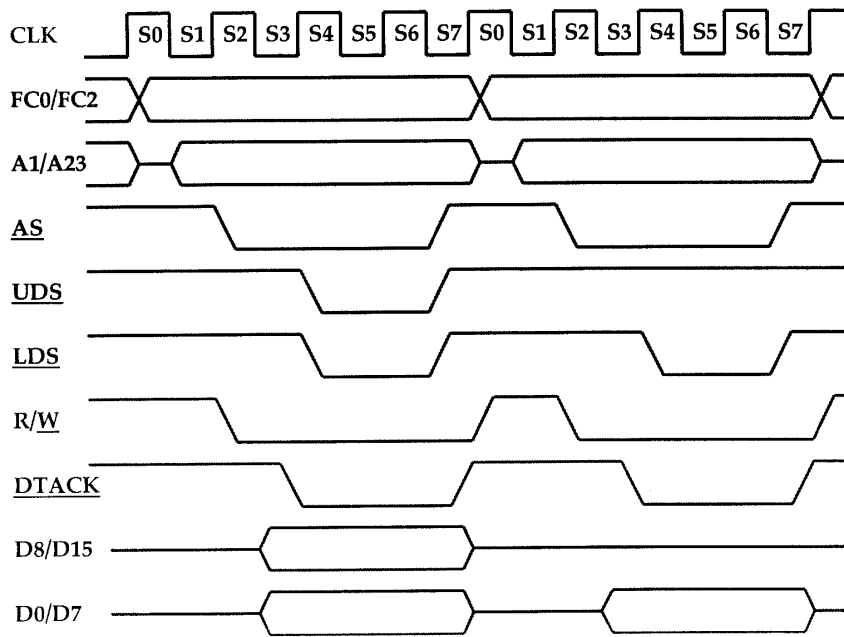 CLK S0 S1 S2 S3 S4 S5 S6 S7 S0 S1 S2 S3 S4 S5 S6 S7
FC0/FC2
A1/A23
AS
UDS
LDS
R/W
DTACK
D8/D15
D0/D7